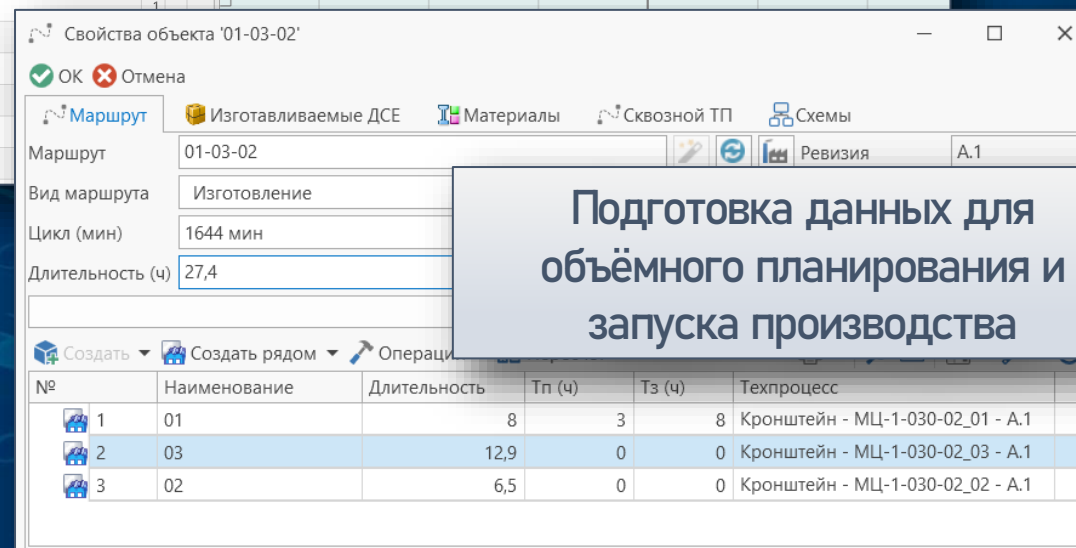 1
Свойства объекта '01-03-02'
ОК Отмена
Маршрут Изготавливаемые ДСЕ Материалы Сквозной ТП Схемы
Маршрут 01-03-02 Ревизия А.1
Вид маршрута Изготовление
Цикл (мин) 1644 мин
Длительность (ч) 27,4
Подготовка данных для
объёмного планирования и
запуска производства
Создать Создать рядом
№ Наименование Длительность Тп (ч) Тз (ч) Техпроцесс
1 01 8 3 8 Кронштейн - МЦ-1-030-02_01 - А.1
2 03 12,9 0 0 Кронштейн - МЦ-1-030-02_03 - А.1
3 02 6,5 0 0 Кронштейн - МЦ-1-030-02_02 - А.1